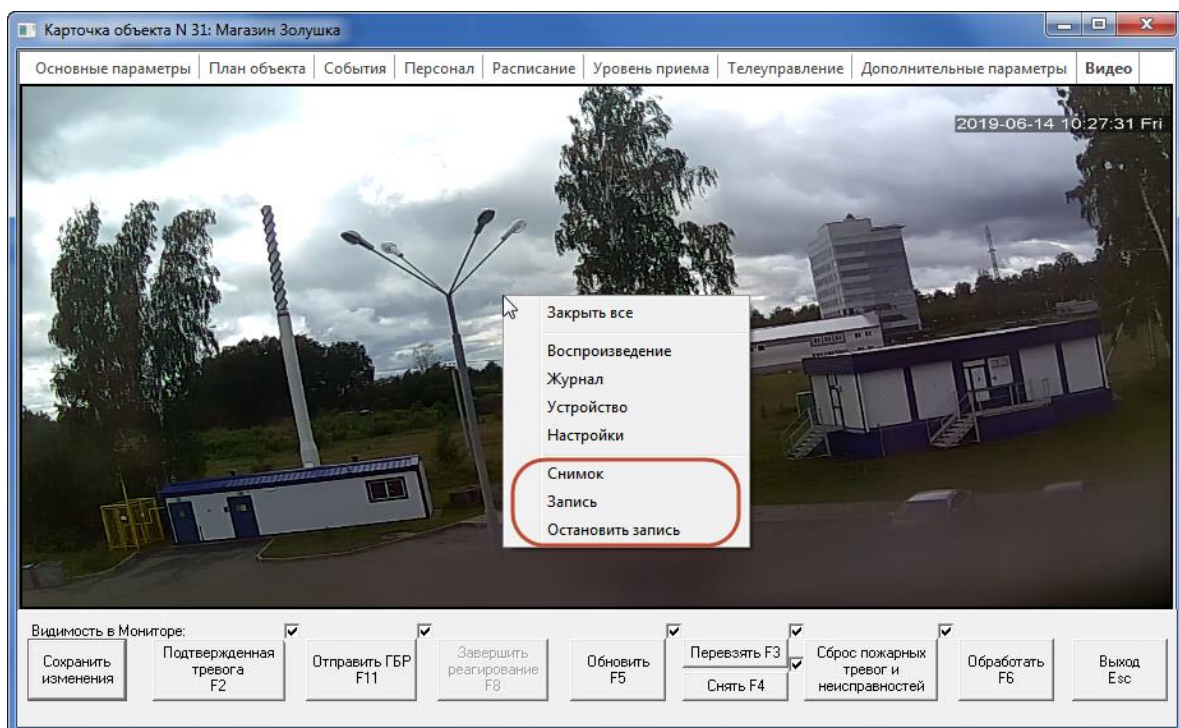 Карточка объекта N 31: Магазин Золушка
Основные параметры План объекта События Персонал Расписание Уровень приема Телеуправление Дополнительные параметры Видео
2019-06-14 10:27:31 Fri
Закрыть все
Воспроизведение
Журнал
Устройство
Настройки
Снимок
Запись
Остановить запись
Видимость в Мониторе:
Сохранить
изменения
Подтвержденная
тревога
F2
Отправить ГБР
F11
Завершить
реагирование
F8
Обновить
F5
Перевзять F3
Снять F4
Сброс пожарных
тревог и
неисправностей
Обработать
F6
Выход
Esc